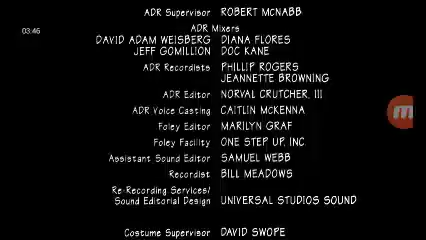 ADR Supervisor ROBERT MCNABB
03:46
ADR Mixers
DAVID ADAM WEISBERG DIANA FLORES
JEFF GOMILLION DOC KANE
ADR Recordists PHILLIP ROGERS
JEANNETTE BROWNING
ADR Editor NORVAL CRUTCHER, III
ADR Voice Casting CAITLIN McKENNA
Foley Editor MARILYN GRAF
Foley Facility ONE STEP UP, INC.
Assistant Sound Editor SAMUEL WEBB
Recordist BILL MEADOWS
Re-Recording Services/
Sound Editorial Design UNIVERSAL STUDIOS SOUND
Costume Supervisor DAVID SWOPE